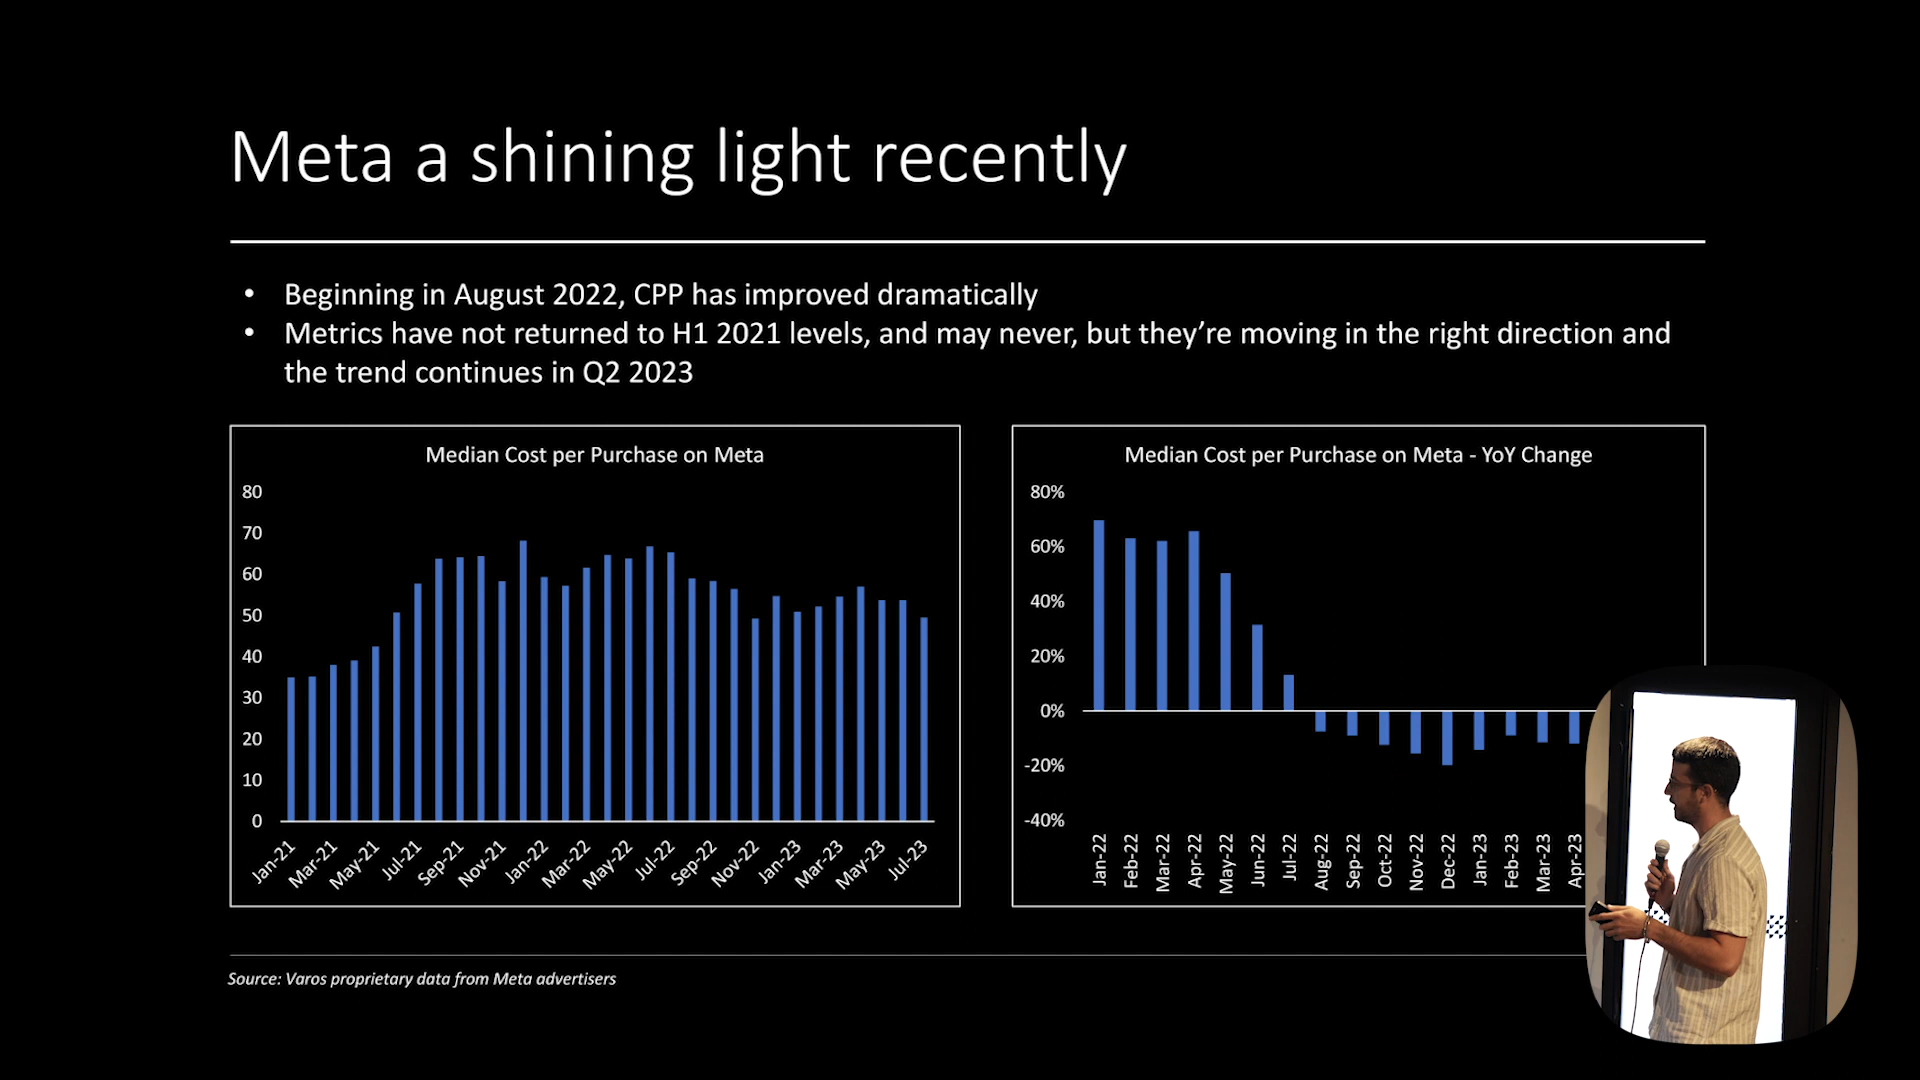 Meta a shining light recently
• Beginning in August 2022, CPP has improved dramatically
• Metrics have not returned to H1 2021 levels, and may never, but they’re moving in the right direction and
the trend continues in Q2 2023
Median Cost per Purchase on Meta
80
70
60
50
40
30
20
10
0
Jan-21
Mar-21
May-21
Jul-21
Sep-21
Nov-21
Jan-22
Mar-22
May-22
Jul-22
Sep-22
Nov-22
Jan-23
Mar-23
May-23
Jul-23
Median Cost per Purchase on Meta - YoY Change
80%
60%
40%
20%
0%
-20%
-40%
Jan-22
Feb-22
Mar-22
Apr-22
May-22
Jun-22
Jul-22
Aug-22
Sep-22
Oct-22
Nov-22
Dec-22
Jan-23
Feb-23
Mar-23
Apr-23
Source: Varos proprietary data from Meta advertisers